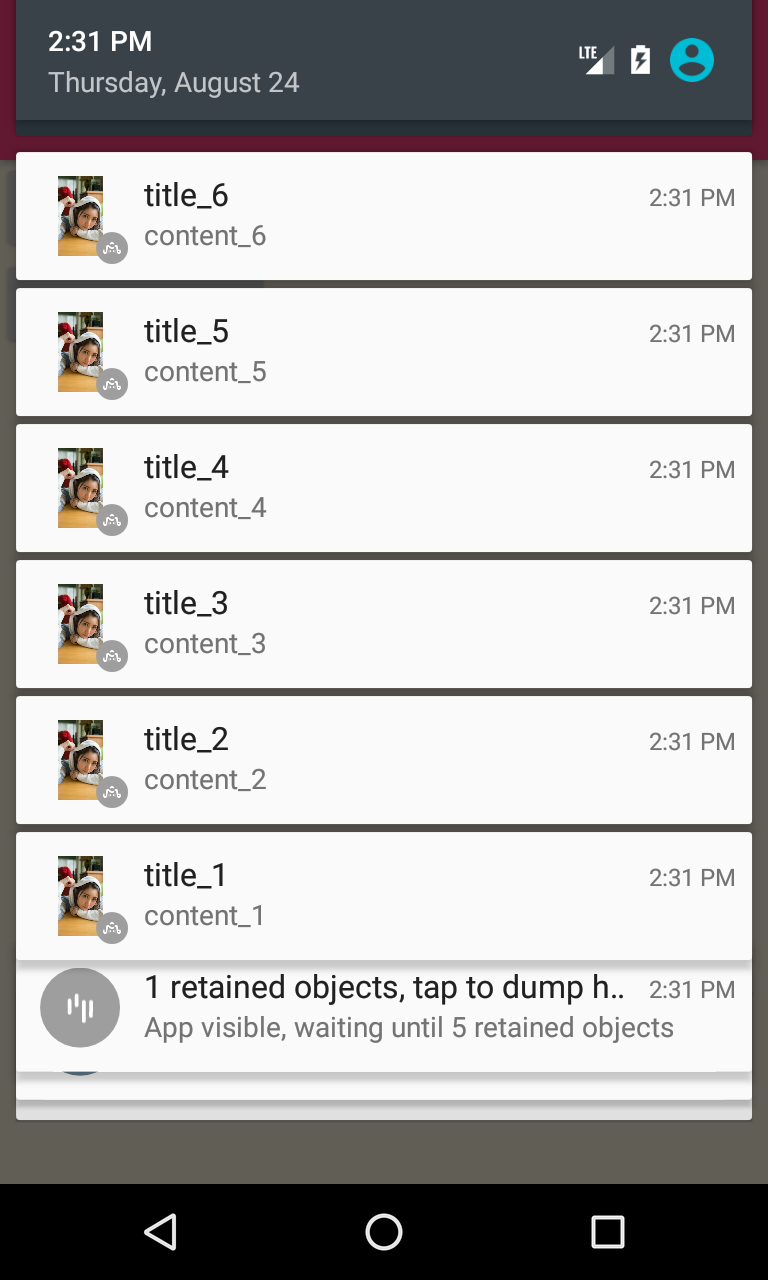 2:31 PM
Thursday, August 24
LTE
title_6 2:31 PM
content_6
title_5 2:31 PM
content_5
title_4 2:31 PM
content_4
title_3 2:31 PM
content_3
title_2 2:31 PM
content_2
title_1 2:31 PM
content_1
1 retained objects, tap to dump h.. 2:31 PM
App visible, waiting until 5 retained objects